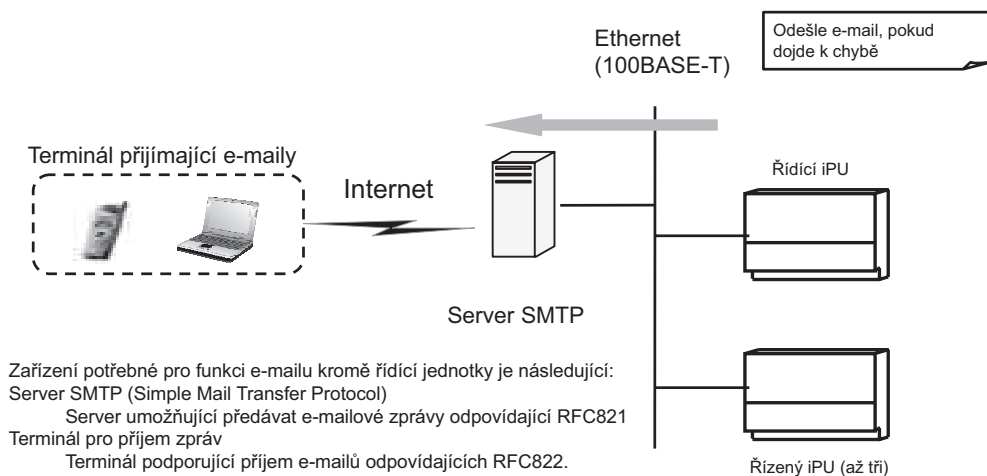 Ethernet
(100BASE-T)
Odešle e-mail, pokud
dojde k chybě
Terminál přijímající e-maily
Internet
Řídící iPU
Server SMTP
Zařízení potřebné pro funkci e-mailu kromě řídící jednotky je následující:
Server SMTP (Simple Mail Transfer Protocol)
Server umožňující předávat e-mailové zprávy odpovídající RFC821
Terminál pro příjem zpráv
Terminál podporující příjem e-mailů odpovídajících RFC822.
Řízený iPU (až tři)